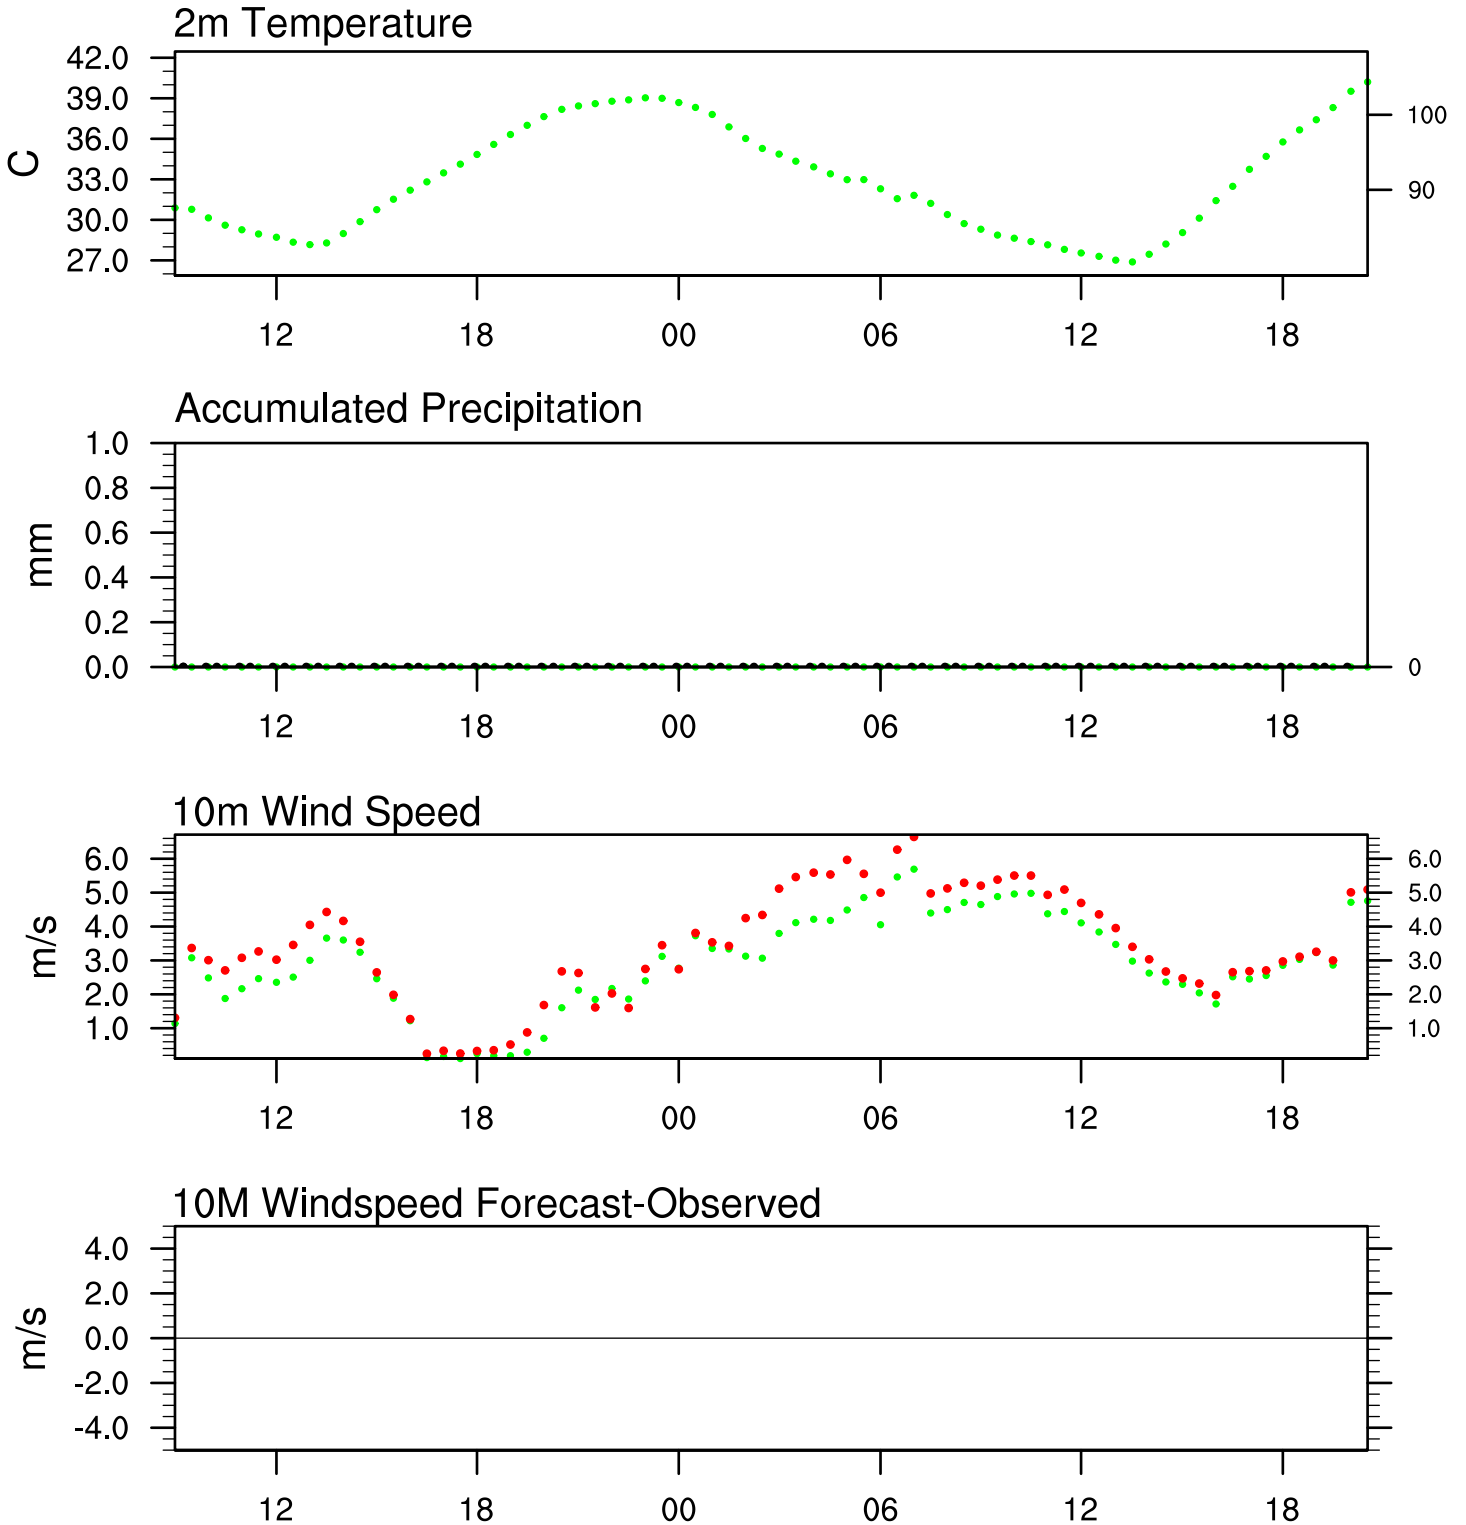 2m Temperature
42.0
39.0
36.0
33.0
30.0
27.0
C
100
90
12 18 00 06 12 18
Accumulated Precipitation
1.0
0.8
0.6
0.4
0.2
0.0
mm
0
12 18 00 06 12 18
10m Wind Speed
6.0 6.0
5.0 5.0
4.0 4.0
3.0 3.0
2.0 2.0
1.0 1.0
m/s
12 18 00 06 12 18
10M Windspeed Forecast-Observed
4.0
2.0
0.0
-2.0
-4.0
m/s
12 18 00 06 12 18